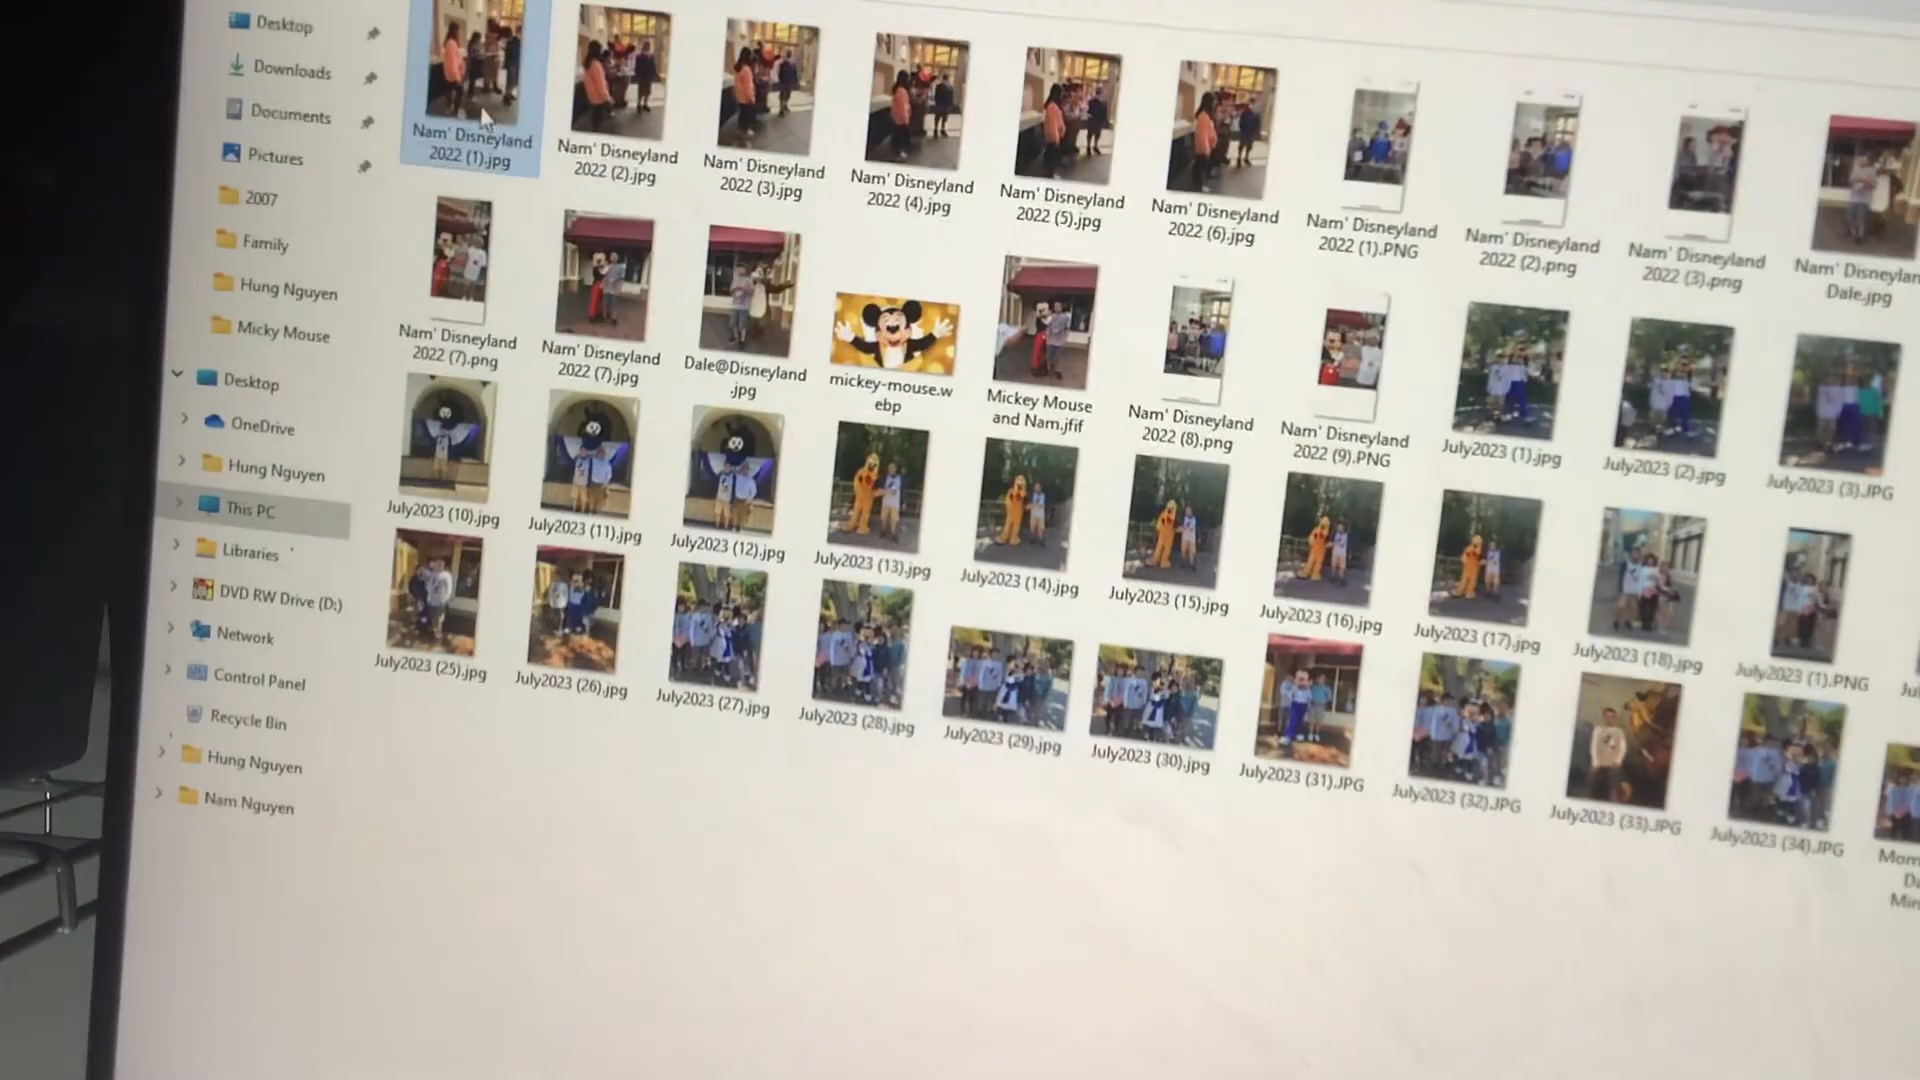 Desktop
Downloads
Documents
Pictures
2007
Family
Hung Nguyen
Micky Mouse
Desktop
OneDrive
Hung Nguyen
This PC
Libraries
DVD RW Drive (D:)
Network
Control Panel
Recycle Bin
Hung Nguyen
Nam Nguyen
Nam' Disneyland
2022 (1).jpg
Nam' Disneyland
2022 (2).jpg
Nam' Disneyland
2022 (3).jpg
Nam' Disneyland
2022 (4).jpg
Nam' Disneyland
2022 (5).jpg
Nam' Disneyland
2022 (6).jpg
Nam' Disneyland
2022 (1).PNG
Nam' Disneyland
2022 (2).png
Nam' Disneyland
2022 (3).png
Nam' Disneylan
Dale.jpg
Nam' Disneyland
2022 (7).png
Nam' Disneyland
2022 (7).jpg
Dale@Disneyland
.jpg
mickey-mouse.w
ebp
Mickey Mouse
and Nam.jfif
Nam' Disneyland
2022 (8).png
Nam' Disneyland
2022 (9).PNG
July2023 (1).jpg
July2023 (2).jpg
July2023 (3).JPG
July2023 (10).jpg
July2023 (11).jpg
July2023 (12).jpg
July2023 (13).jpg
July2023 (14).jpg
July2023 (15).jpg
July2023 (16).jpg
July2023 (17).jpg
July2023 (18).jpg
July2023 (1).PNG
July2023 (25).jpg
July2023 (26).jpg
July2023 (27).jpg
July2023 (28).jpg
July2023 (29).jpg
July2023 (30).jpg
July2023 (31).JPG
July2023 (32).JPG
July2023 (33).JPG
July2023 (34).JPG